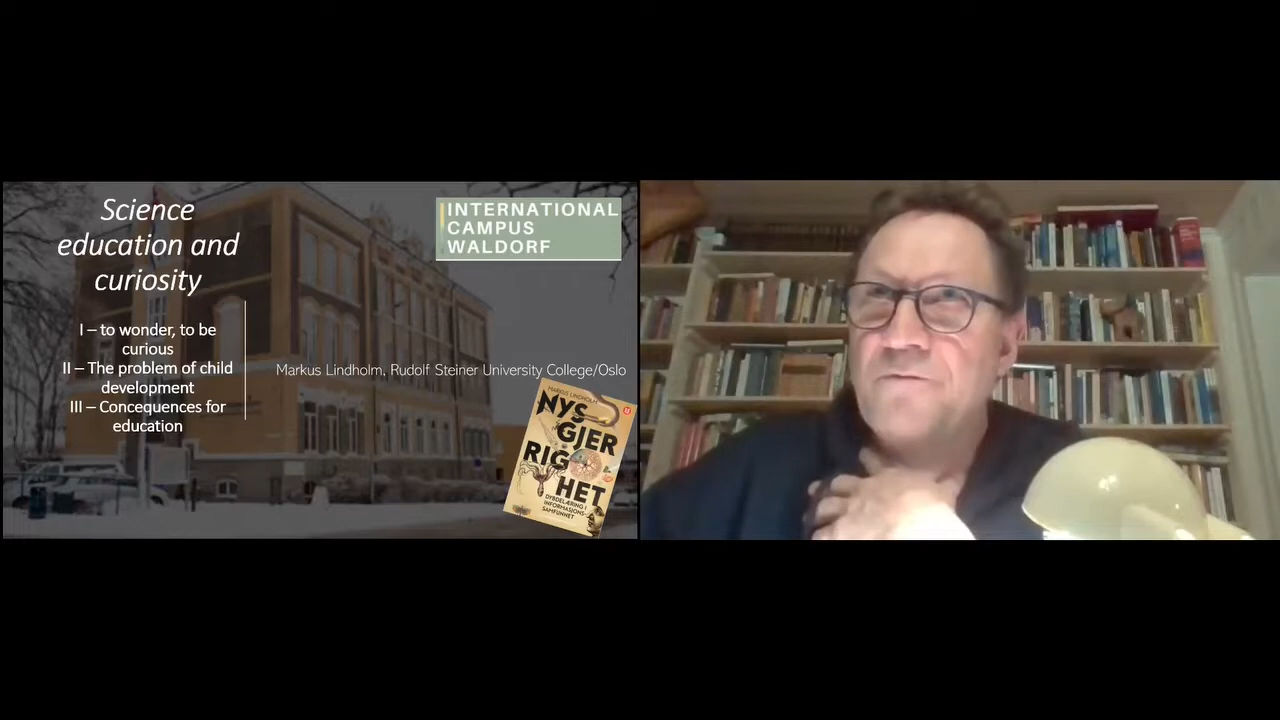 Science
education and
curiosity
I – to wonder, to be
curious
II – The problem of child
development
III – Concequences for
education
INTERNATIONAL
CAMPUS
WALDORF
Markus Lindholm, Rudolf Steiner University College/Oslo
MARKUS LINDHOLM
NYS
GJER
RIG
HET
DYBDELÆRING I
INFORMASJONS-
SAMFUNNET